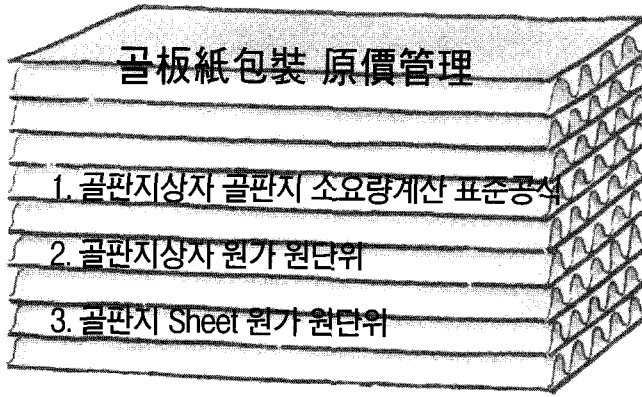 골板紙包裝 原價管理
1. 골판지상자 골판지 소요량계산 표준공식
2. 골판지상자 원가 원단위
3. 골판지 Sheet 원가 원단위